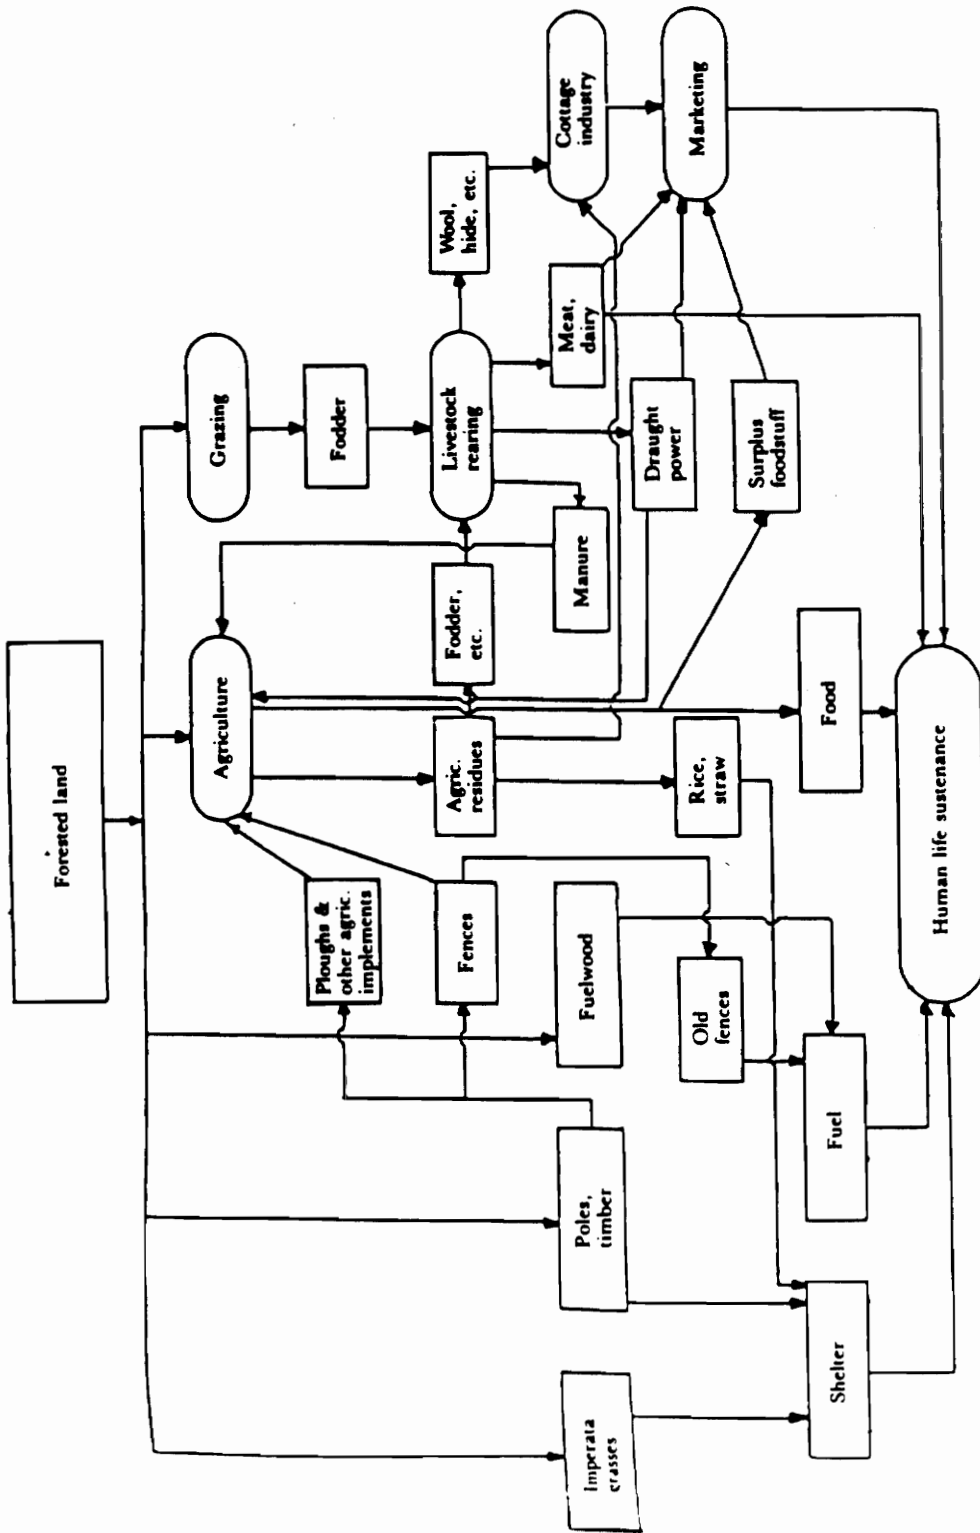 Forested land
Grazing
Fodder
Agriculture
Ploughs &
other agric.
implements
Livestock
rearing
Wool,
hide, etc.
Fodder,
etc.
Agric.
residues
Fences
Cottage
industry
Meat,
dairy
Manure
Fuelwood
Poles,
timber
Imperata
grasses
Marketing
Draught
power
Rice,
straw
Old
fences
Surplus
foodstuff
Food
Fuel
Shelter
Human life sustenance